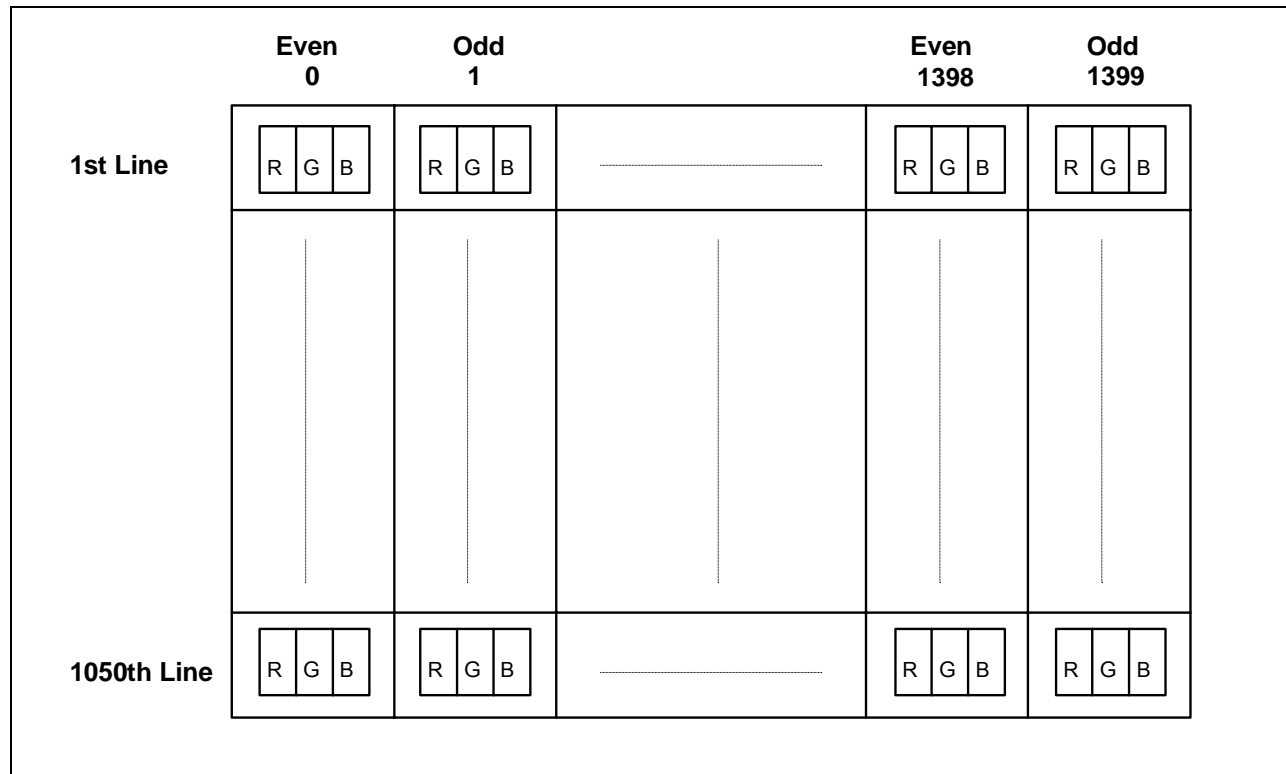 Even Odd Even Odd
0 1 1398 1399
1st Line R G B R G B R G B R G B
1050th Line R G B R G B R G B R G B